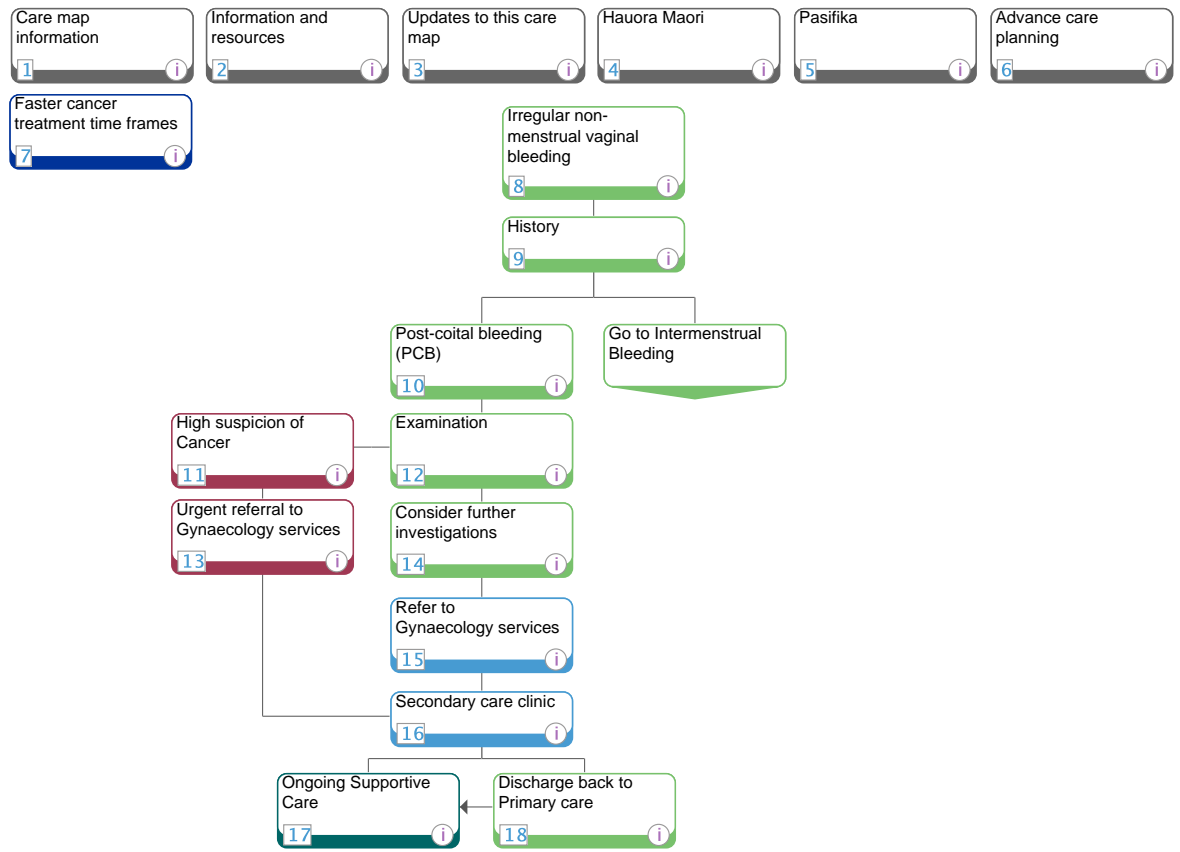 Care map
information
1
i
Information and
resources
2
i
Updates to this care
map
3
i
Hauora Maori
4
i
Pasifika
5
i
Advance care
planning
6
i
Faster cancer
treatment time frames
7
i
Irregular non-
menstrual vaginal
bleeding
8
i
History
9
i
Post-coital bleeding
(PCB)
10
i
Go to Intermenstrual
Bleeding
High suspicion of
Cancer
11
i
Examination
12
i
Urgent referral to
Gynaecology services
13
i
Consider further
investigations
14
i
Refer to
Gynaecology services
15
i
Secondary care clinic
16
i
Ongoing Supportive
Care
17
i
Discharge back to
Primary care
18
i